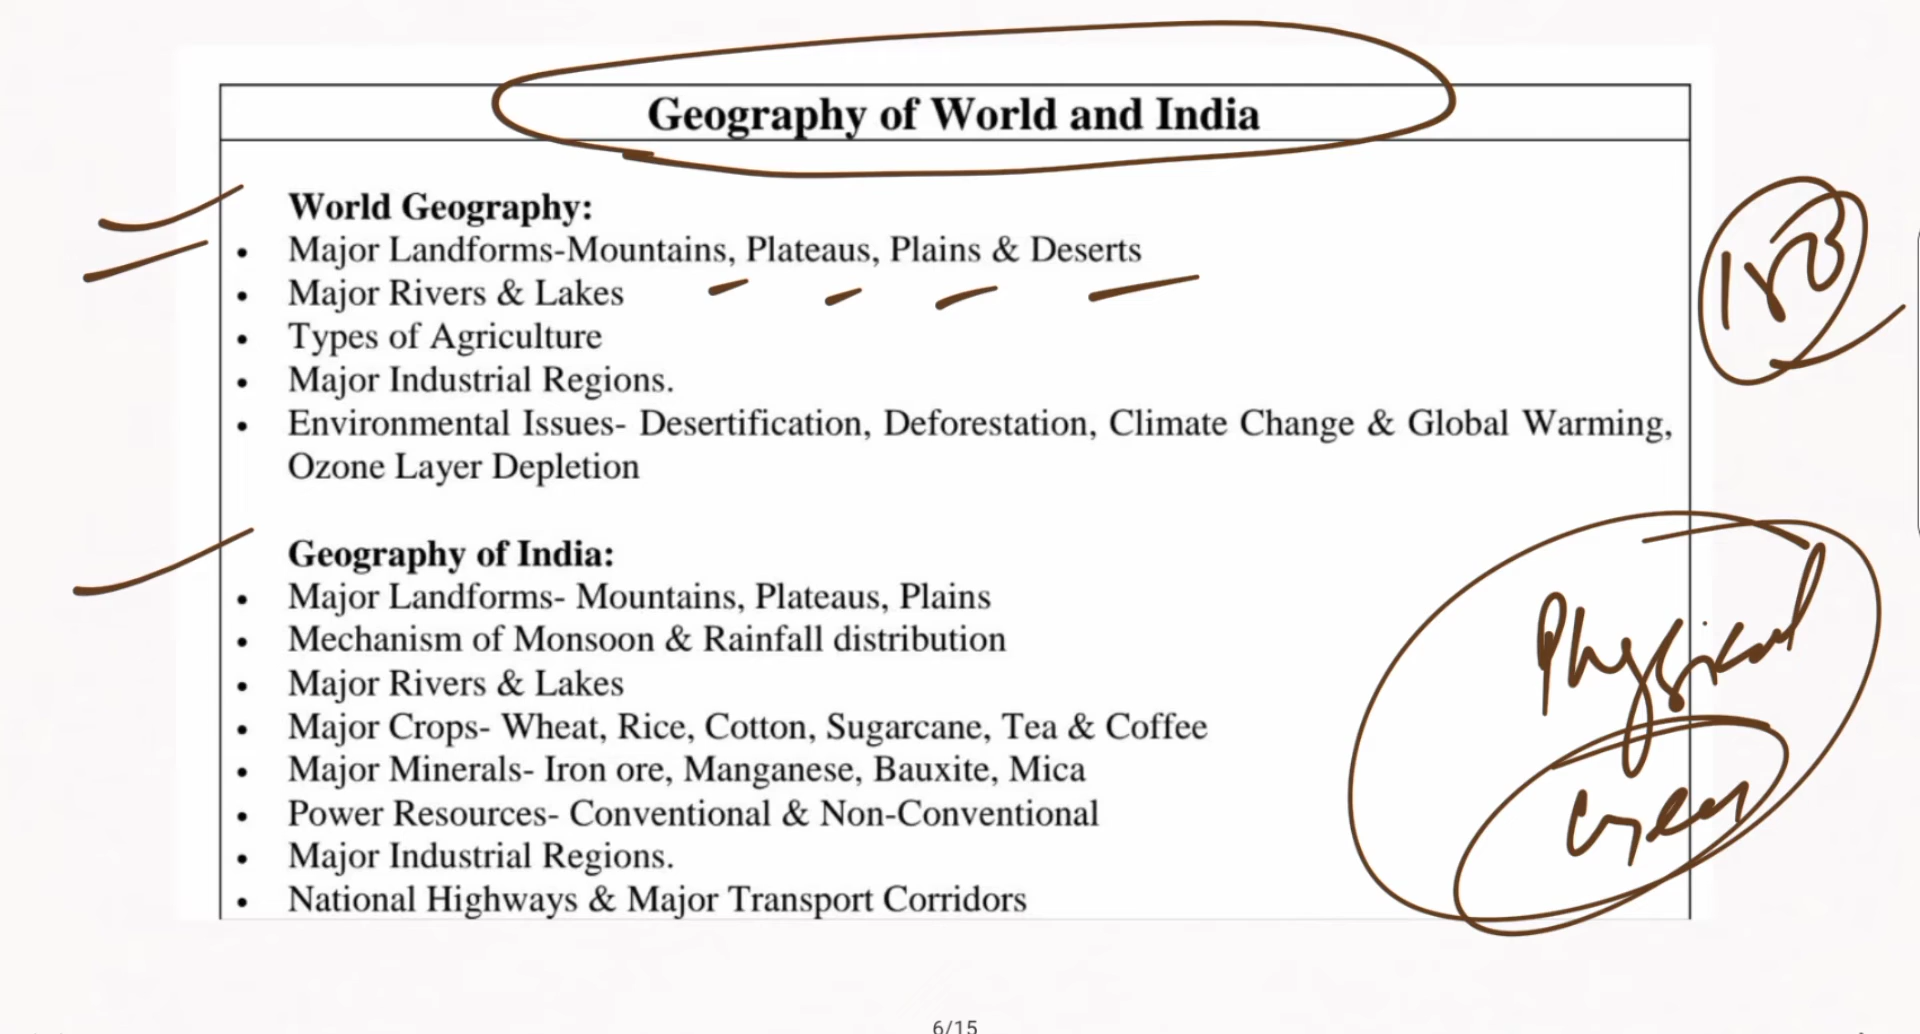 Geography of World and India
World Geography:
• Major Landforms-Mountains, Plateaus, Plains & Deserts
• Major Rivers & Lakes
• Types of Agriculture
• Major Industrial Regions.
• Environmental Issues- Desertification, Deforestation, Climate Change & Global Warming,
Ozone Layer Depletion
Geography of India:
• Major Landforms- Mountains, Plateaus, Plains
• Mechanism of Monsoon & Rainfall distribution
• Major Rivers & Lakes
• Major Crops- Wheat, Rice, Cotton, Sugarcane, Tea & Coffee
• Major Minerals- Iron ore, Manganese, Bauxite, Mica
• Power Resources- Conventional & Non-Conventional
• Major Industrial Regions.
• National Highways & Major Transport Corridors
Physical
6/15